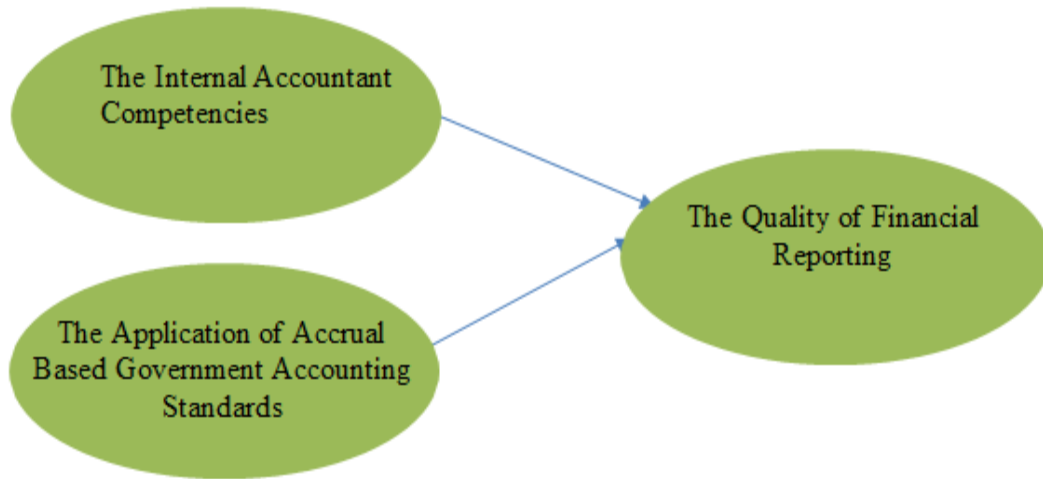 The Internal Accountant
Competencies
The Quality of Financial
Reporting
The Application of Accrual
Based Government Accounting
Standards